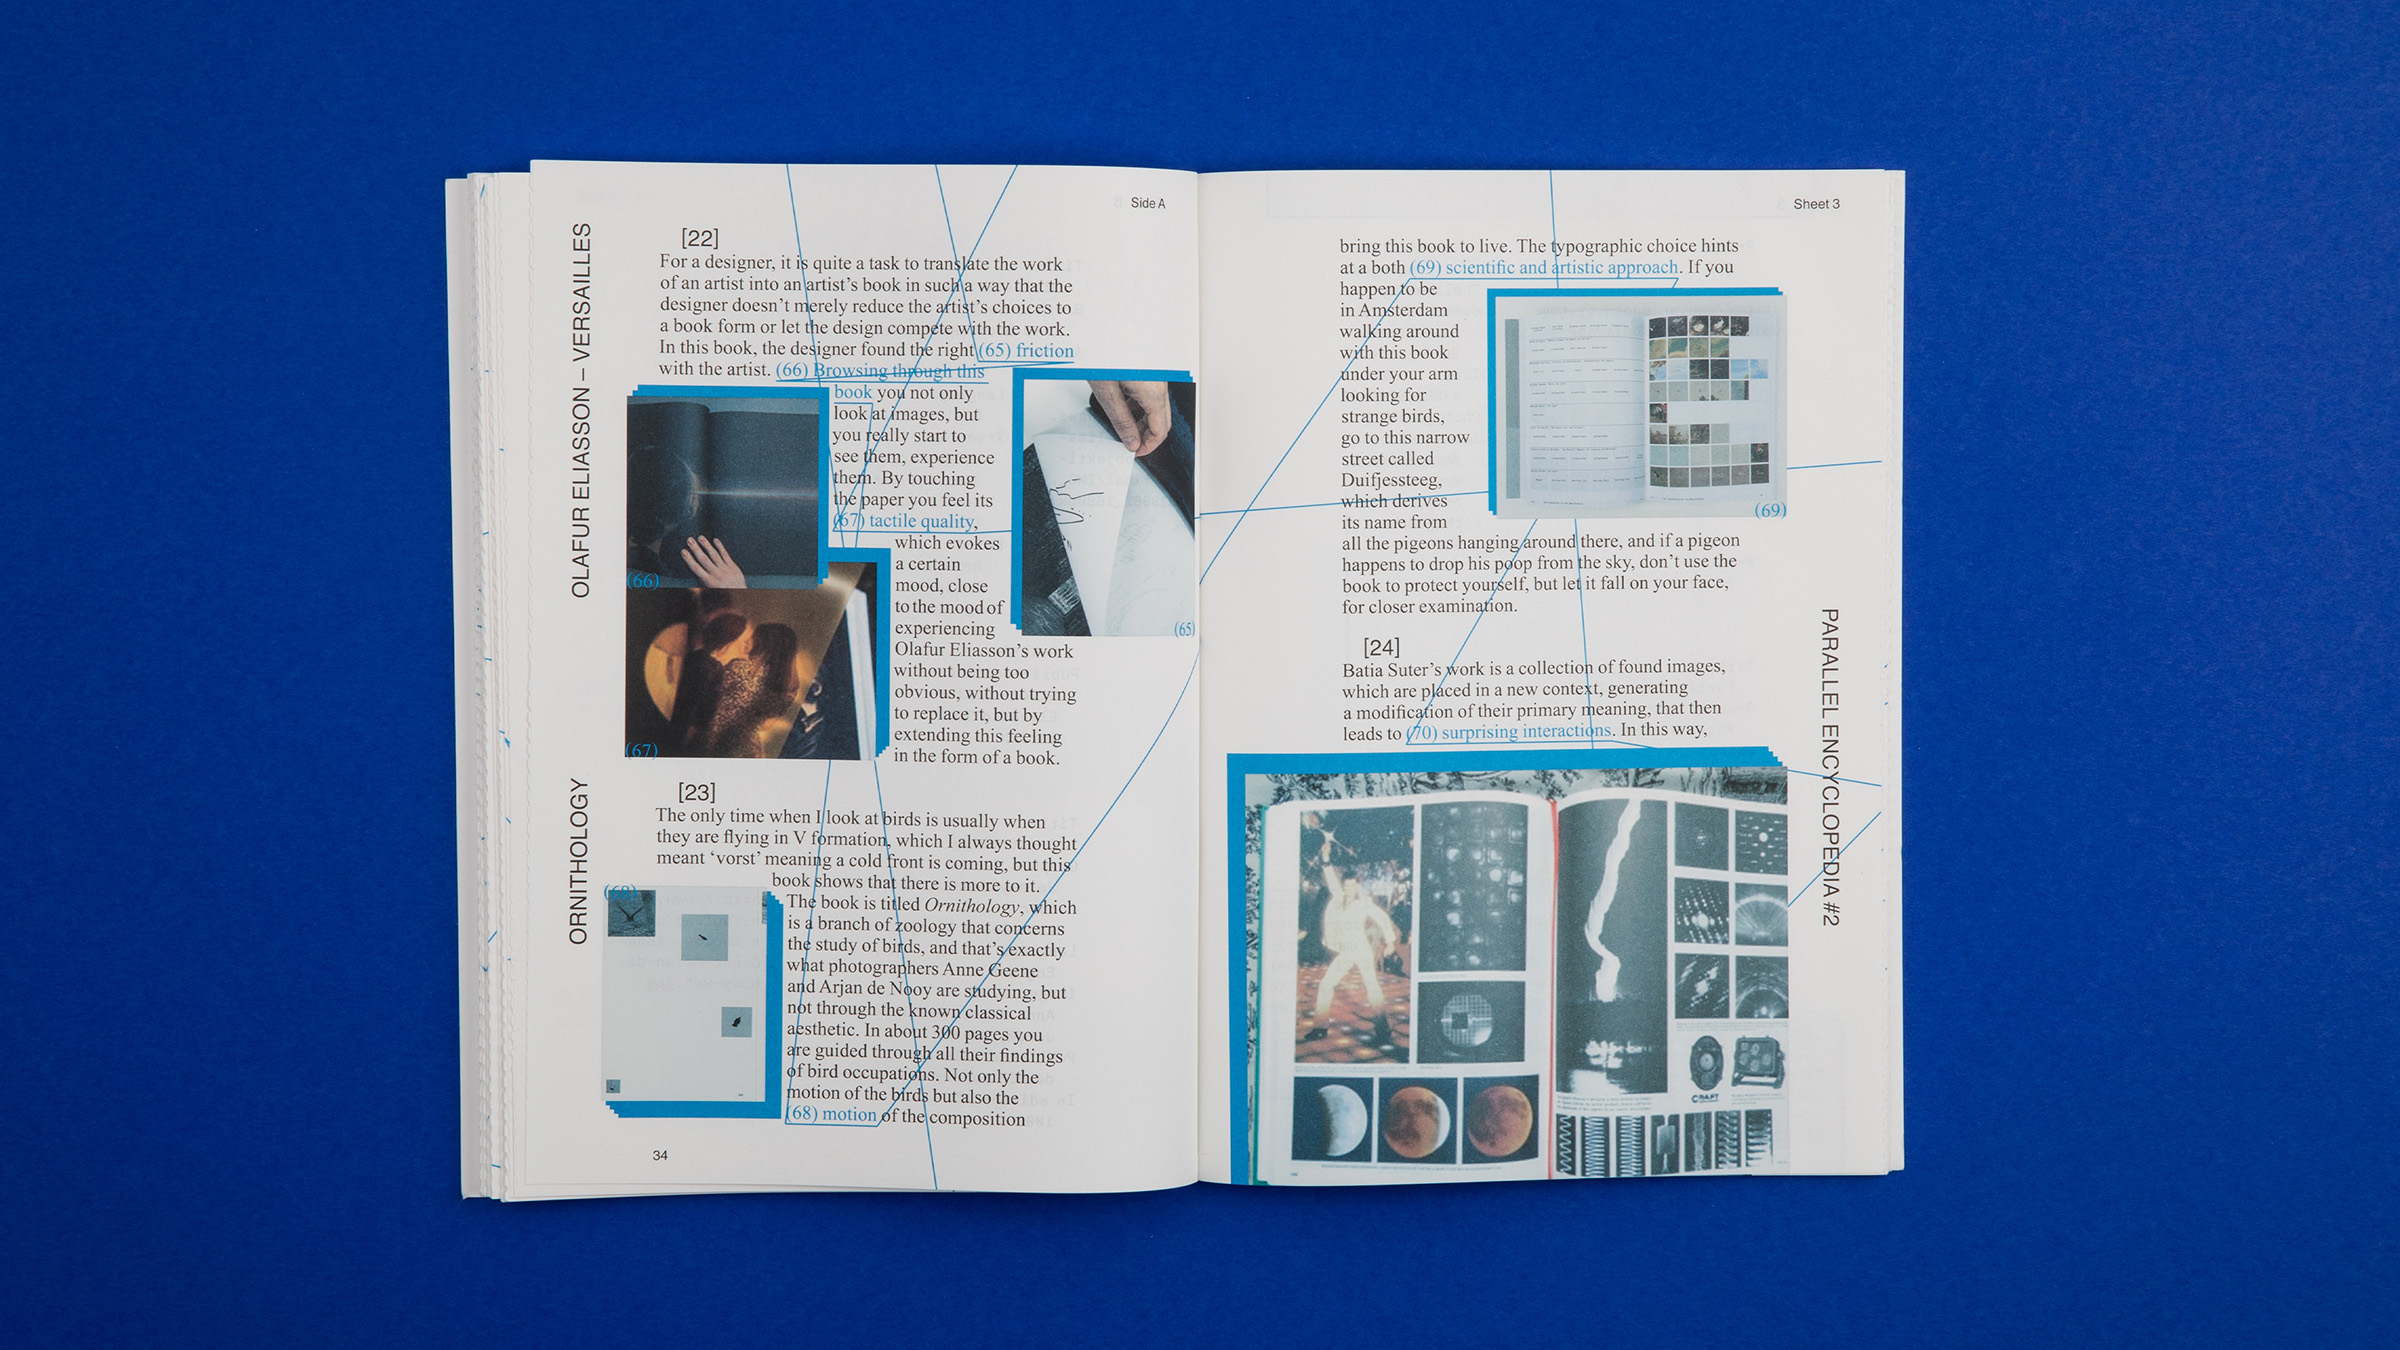 Side A
OLAFUR ELIASSON – VERSAILLES
[22]
For a designer, it is quite a task to translate the work
of an artist into an artist's book in such a way that the
designer doesn't merely reduce the artist's choices to
a book form or let the design compete with the work.
In this book, the designer found the right (65) friction
with the artist. (66) Browsing through this
book you not only
look at images, but
you really start to
see them, experience
them. By touching
the paper you feel its
(67) tactile quality,
which evokes
a certain
mood, close
to the mood of
experiencing
Olafur Eliasson's work
without being too
obvious, without trying
to replace it, but by
extending this feeling
in the form of a book.
(66)
(65)
(67)
ORNITHOLOGY
[23]
The only time when I look at birds is usually when
they are flying in V formation, which I always thought
meant 'vorst' meaning a cold front is coming, but this
book shows that there is more to it.
The book is titled Ornithology, which
is a branch of zoology that concerns
the study of birds, and that's exactly
what photographers Anne Geene
and Arjan de Nooy are studying, but
not through the known classical
aesthetic. In about 300 pages you
are guided through all their findings
of bird occupations. Not only the
motion of the birds but also the
(68) motion of the composition
(68)
34
Sheet 3
bring this book to live. The typographic choice hints
at a both (69) scientific and artistic approach. If you
happen to be
in Amsterdam
walking around
with this book
under your arm
looking for
strange birds,
go to this narrow
street called
Duifjessteeg,
which derives
its name from
all the pigeons hanging around there, and if a pigeon
happens to drop his poop from the sky, don't use the
book to protect yourself, but let it fall on your face,
for closer examination.
(69)
PARALLEL ENCYCLOPEDIA #2
[24]
Batia Suter's work is a collection of found images,
which are placed in a new context, generating
a modification of their primary meaning, that then
leads to (70) surprising interactions. In this way,